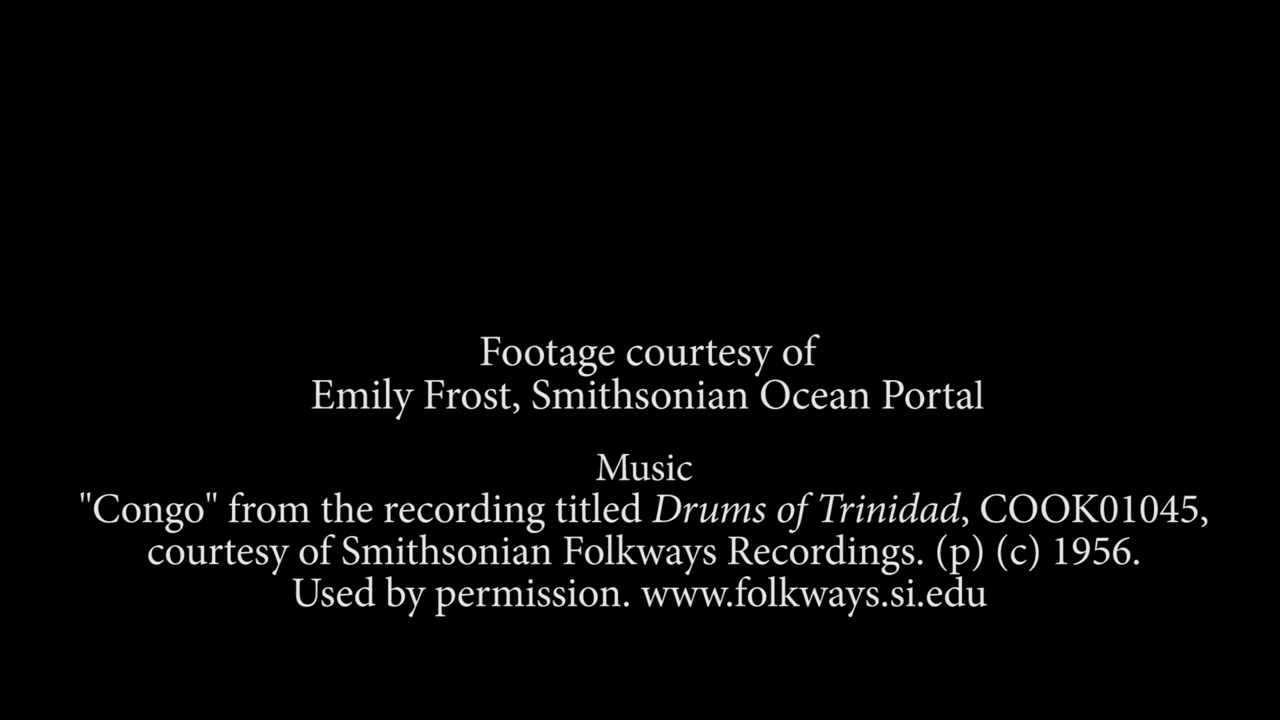 Footage courtesy of
Emily Frost, Smithsonian Ocean Portal
Music
"Congo" from the recording titled Drums of Trinidad, COOK01045,
courtesy of Smithsonian Folkways Recordings. (p) (c) 1956.
Used by permission. www.folkways.si.edu